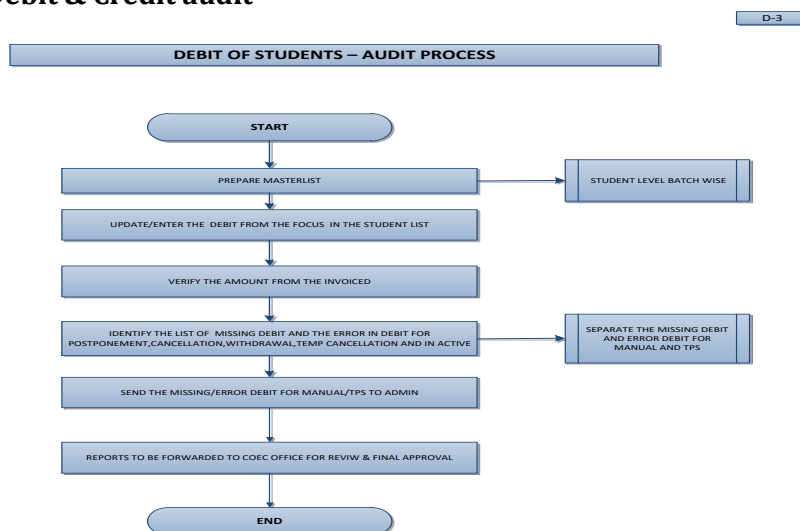 Debit & Credit audit
D-3
DEBIT OF STUDENTS – AUDIT PROCESS
START
PREPARE MASTERLIST
STUDENT LEVEL BATCH WISE
UPDATE/ENTER THE DEBIT FROM THE FOCUS IN THE STUDENT LIST
VERIFY THE AMOUNT FROM THE INVOICED
IDENTIFY THE LIST OF MISSING DEBIT AND THE ERROR IN DEBIT FOR
POSTPONEMENT,CANCELLATION,WITHDRAWAL,TEMP CANCELLATION AND IN ACTIVE
SEPARATE THE MISSING DEBIT
AND ERROR DEBIT FOR
MANUAL AND TPS
SEND THE MISSING/ERROR DEBIT FOR MANUAL/TPS TO ADMIN
REPORTS TO BE FORWARDED TO COEC OFFICE FOR REVIW & FINAL APPROVAL
END